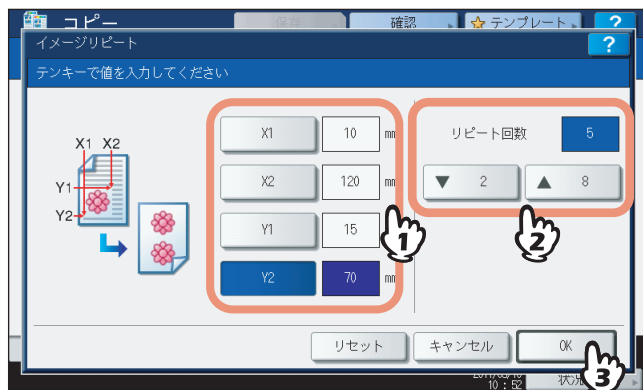 コピー
保存
確認
テンプレート
?
イメージリピート
?
テンキーで値を入力してください
X1 X2
Y1
Y2
X1 10 mm
X2 120 mm
Y1 15
Y2 70 mm
リピート回数 5
▼ 2
▲ 8
1
2
リセット
キャンセル
OK
3
10 : 52
状況